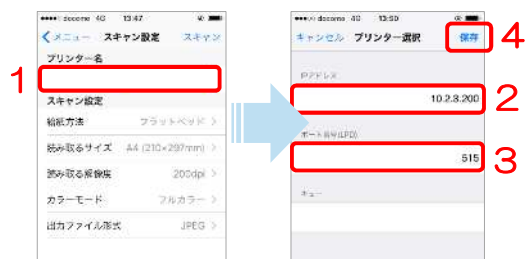 docomo 4G 13:47
メニュー スキャン設定 スキャン
プリンター名
1
スキャン設定
給紙方法 フラットベッド >
読み取るサイズ A4 (210×297mm) >
読み取る解像度 200dpi >
カラーモード フルカラー >
出力ファイル形式 JPEG >
docomo 4G 13:50
キャンセル プリンター選択 保存 4
IPアドレス
10.2.3.200 2
ポート番号(LPD)
515 3
キュー